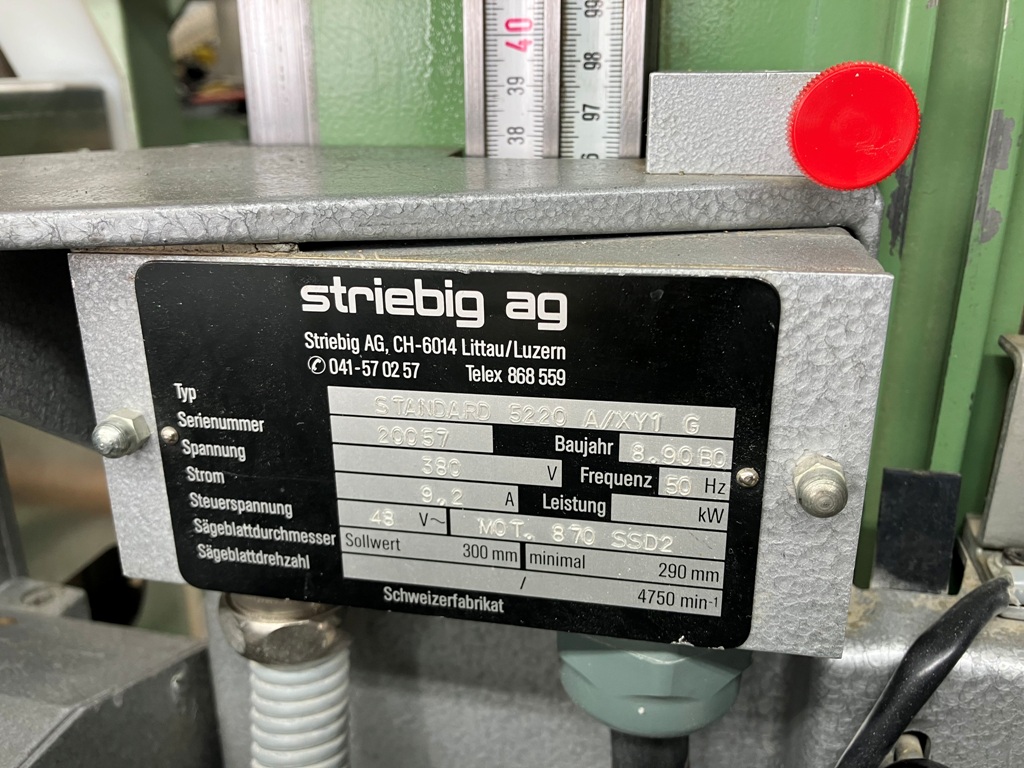 40
39
38
99
98
97
striebig ag
Striebig AG, CH-6014 Littau/Luzern
✆ 041-57 02 57 Telex 868 559
Typ STANDARD 5220 A/XY1 G
Serienummer 20057 Baujahr 8.90 BO
Spannung 380 V Frequenz 50 Hz
Strom 9,2 A Leistung kW
Steuerspannung 48 V~ MOT. 870 SSD2
Sägeblattdurchmesser Sollwert 300 mm minimal 290 mm
Sägeblattdrehzahl / 4750 min-1
Schweizerfabrikat